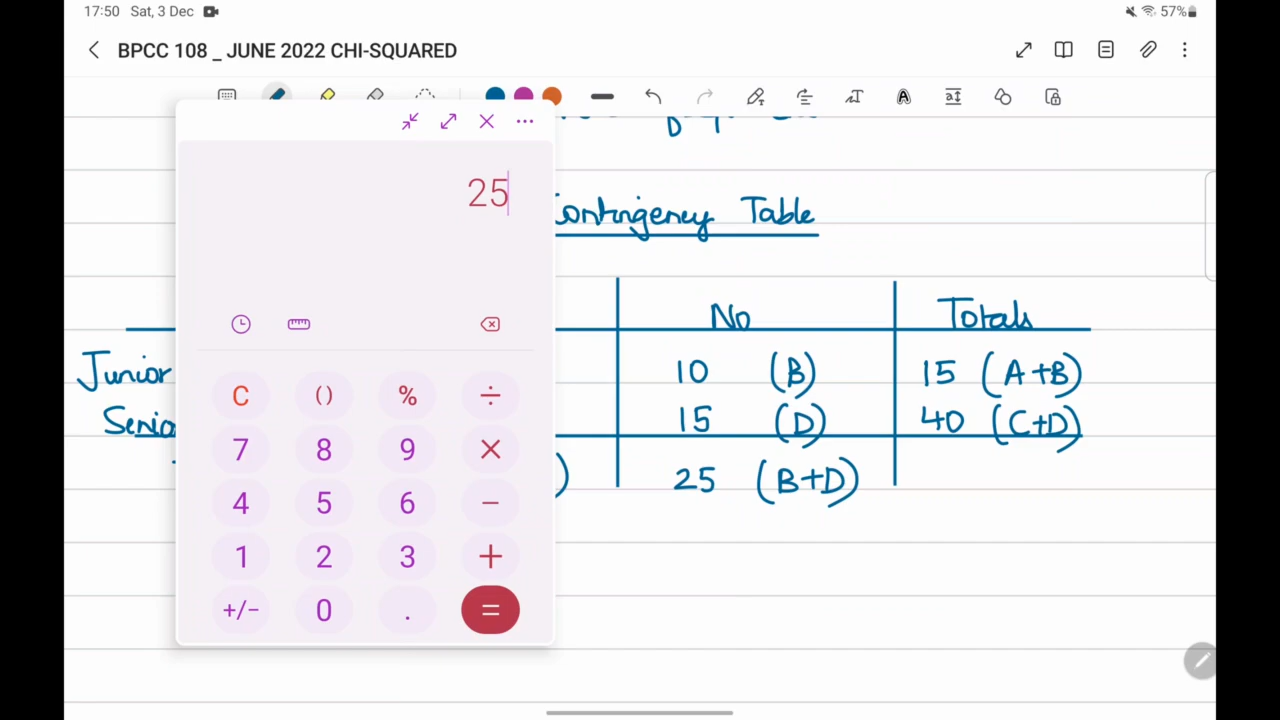 17:50 Sat, 3 Dec 57%
BPCC 108 _ JUNE 2022 CHI-SQUARED
Contingency Table
25
No Totals
Junior 10 (B) 15 (A+B)
15 (D) 40 (C+D)
25 (B+D)
C () % ÷
7 8 9 ×
4 5 6 −
1 2 3 +
+/− 0 . =